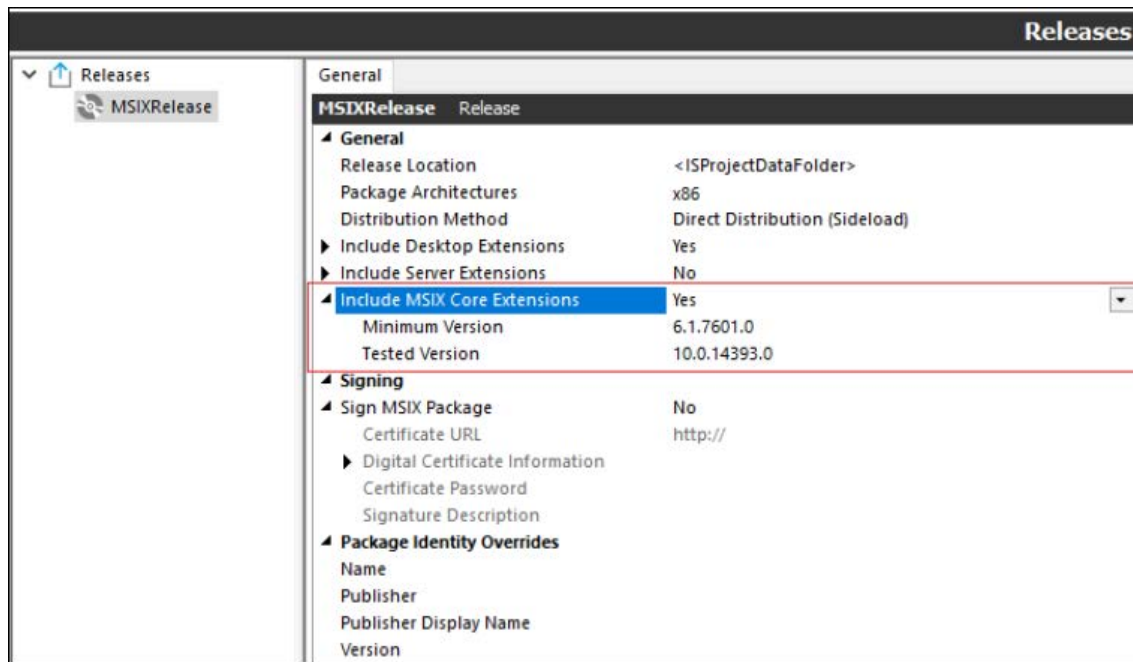 Releases
Releases
MSIXRelease
General
MSIXRelease Release
General
Release Location <ISProjectDataFolder>
Package Architectures x86
Distribution Method Direct Distribution (Sideload)
Include Desktop Extensions Yes
Include Server Extensions No
Include MSIX Core Extensions Yes
Minimum Version 6.1.7601.0
Tested Version 10.0.14393.0
Signing
Sign MSIX Package No
Certificate URL http://
Digital Certificate Information
Certificate Password
Signature Description
Package Identity Overrides
Name
Publisher
Publisher Display Name
Version